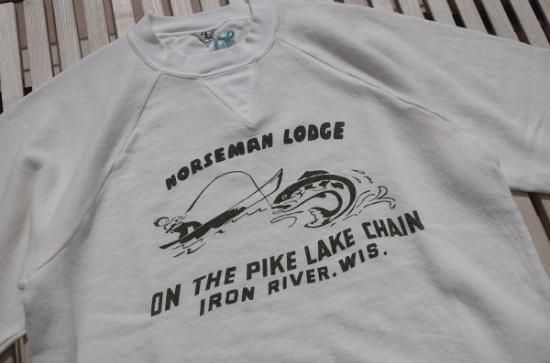 NORSEMAN LODGE
ON THE PIKE LAKE CHAIN
IRON RIVER, WIS.